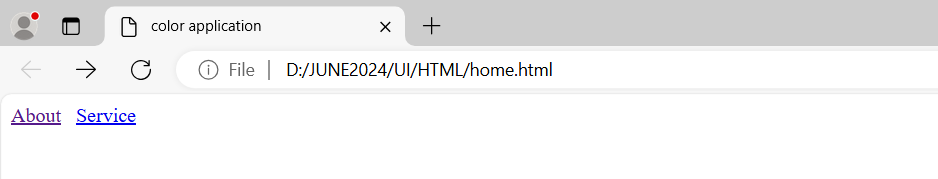 color application
File D:/JUNE2024/UI/HTML/home.html
About Service